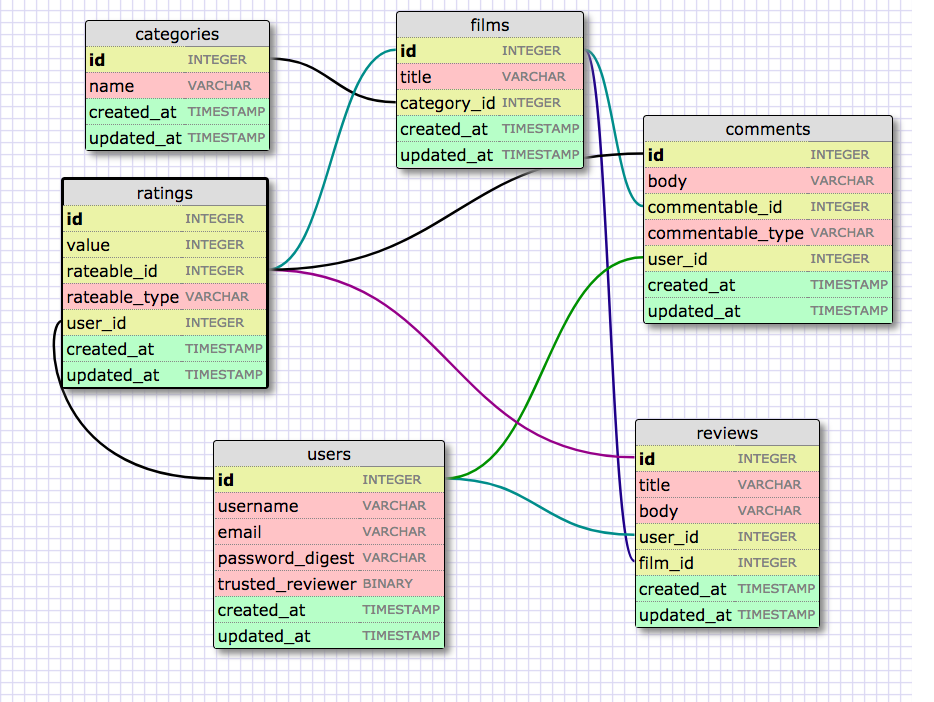 categories
id INTEGER
name VARCHAR
created_at TIMESTAMP
updated_at TIMESTAMP
films
id INTEGER
title VARCHAR
category_id INTEGER
created_at TIMESTAMP
updated_at TIMESTAMP
comments
id INTEGER
body VARCHAR
commentable_id INTEGER
commentable_type VARCHAR
user_id INTEGER
created_at TIMESTAMP
updated_at TIMESTAMP
ratings
id INTEGER
value INTEGER
rateable_id INTEGER
rateable_type VARCHAR
user_id INTEGER
created_at TIMESTAMP
updated_at TIMESTAMP
users
id INTEGER
username VARCHAR
email VARCHAR
password_digest VARCHAR
trusted_reviewer BINARY
created_at TIMESTAMP
updated_at TIMESTAMP
reviews
id INTEGER
title VARCHAR
body VARCHAR
user_id INTEGER
film_id INTEGER
created_at TIMESTAMP
updated_at TIMESTAMP